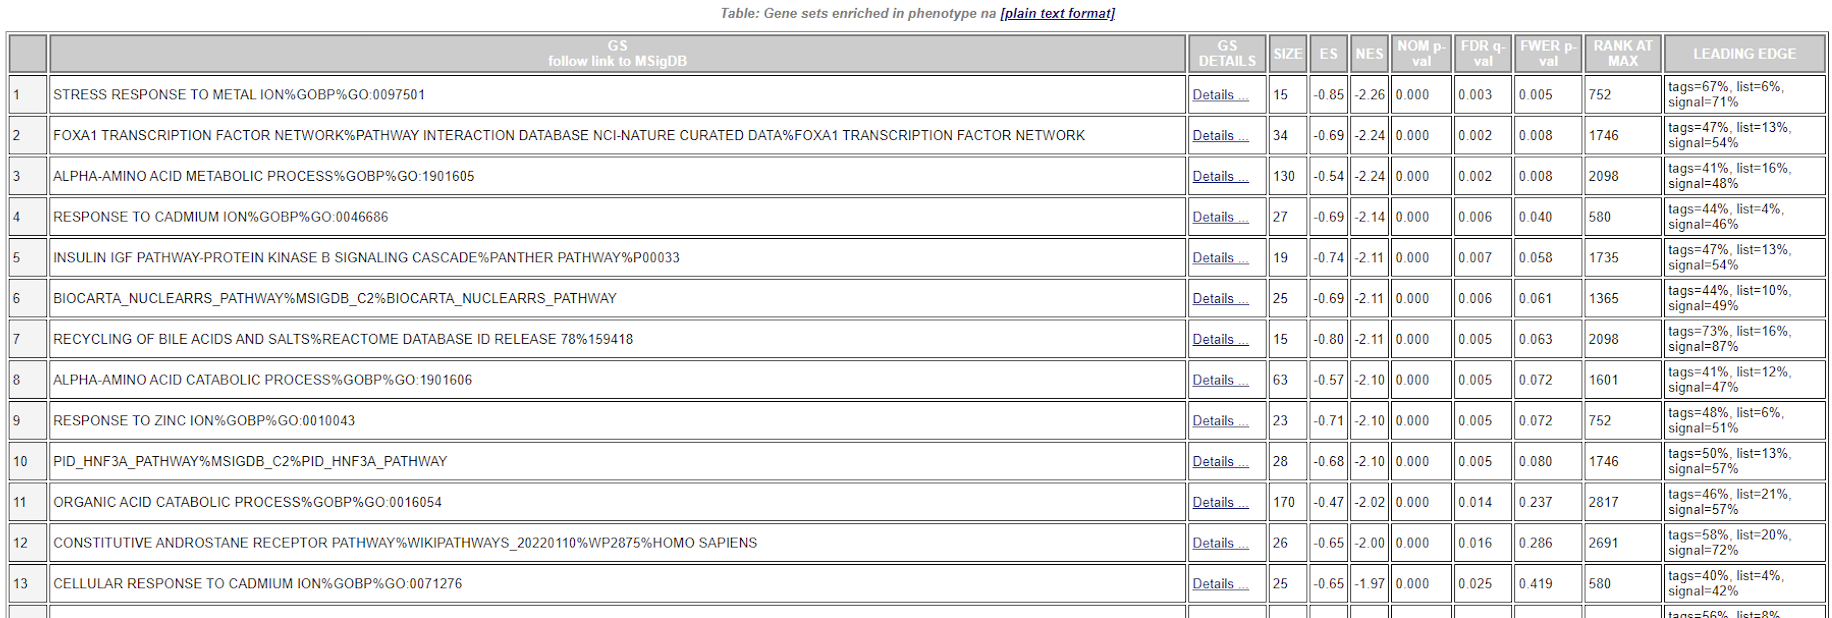 Table: Gene sets enriched in phenotype na [plain text format]
GS
follow link to MSigDB
GS
DETAILS
SIZE
ES
NES
NOM p-
val
FDR q-
val
FWER p-
val
RANK AT
MAX
LEADING EDGE
1 STRESS RESPONSE TO METAL ION%GOBP%GO:0097501 Details ... 15 -0.85 -2.26 0.000 0.003 0.005 752 tags=67%, list=6%,
signal=71%
2 FOXA1 TRANSCRIPTION FACTOR NETWORK%PATHWAY INTERACTION DATABASE NCI-NATURE CURATED DATA%FOXA1 TRANSCRIPTION FACTOR NETWORK Details ... 34 -0.69 -2.24 0.000 0.002 0.008 1746 tags=47%, list=13%,
signal=54%
3 ALPHA-AMINO ACID METABOLIC PROCESS%GOBP%GO:1901605 Details ... 130 -0.54 -2.24 0.000 0.002 0.008 2098 tags=41%, list=16%,
signal=48%
4 RESPONSE TO CADMIUM ION%GOBP%GO:0046686 Details ... 27 -0.69 -2.14 0.000 0.006 0.040 580 tags=44%, list=4%,
signal=46%
5 INSULIN IGF PATHWAY-PROTEIN KINASE B SIGNALING CASCADE%PANTHER PATHWAY%P00033 Details ... 19 -0.74 -2.11 0.000 0.007 0.058 1735 tags=47%, list=13%,
signal=54%
6 BIOCARTA_NUCLEARRS_PATHWAY%MSIGDB_C2%BIOCARTA_NUCLEARRS_PATHWAY Details ... 25 -0.69 -2.11 0.000 0.006 0.061 1365 tags=44%, list=10%,
signal=49%
7 RECYCLING OF BILE ACIDS AND SALTS%REACTOME DATABASE ID RELEASE 78%159418 Details ... 15 -0.80 -2.11 0.000 0.005 0.063 2098 tags=73%, list=16%,
signal=87%
8 ALPHA-AMINO ACID CATABOLIC PROCESS%GOBP%GO:1901606 Details ... 63 -0.57 -2.10 0.000 0.005 0.072 1601 tags=41%, list=12%,
signal=47%
9 RESPONSE TO ZINC ION%GOBP%GO:0010043 Details ... 23 -0.71 -2.10 0.000 0.005 0.072 752 tags=48%, list=6%,
signal=51%
10 PID_HNF3A_PATHWAY%MSIGDB_C2%PID_HNF3A_PATHWAY Details ... 28 -0.68 -2.10 0.000 0.005 0.080 1746 tags=50%, list=13%,
signal=57%
11 ORGANIC ACID CATABOLIC PROCESS%GOBP%GO:0016054 Details ... 170 -0.47 -2.02 0.000 0.014 0.237 2817 tags=46%, list=21%,
signal=57%
12 CONSTITUTIVE ANDROSTANE RECEPTOR PATHWAY%WIKIPATHWAYS_20220110%WP2875%HOMO SAPIENS Details ... 26 -0.65 -2.00 0.000 0.016 0.286 2691 tags=58%, list=20%,
signal=72%
13 CELLULAR RESPONSE TO CADMIUM ION%GOBP%GO:0071276 Details ... 25 -0.65 -1.97 0.000 0.025 0.419 580 tags=40%, list=4%,
signal=42%
tags=56%, list=8%,